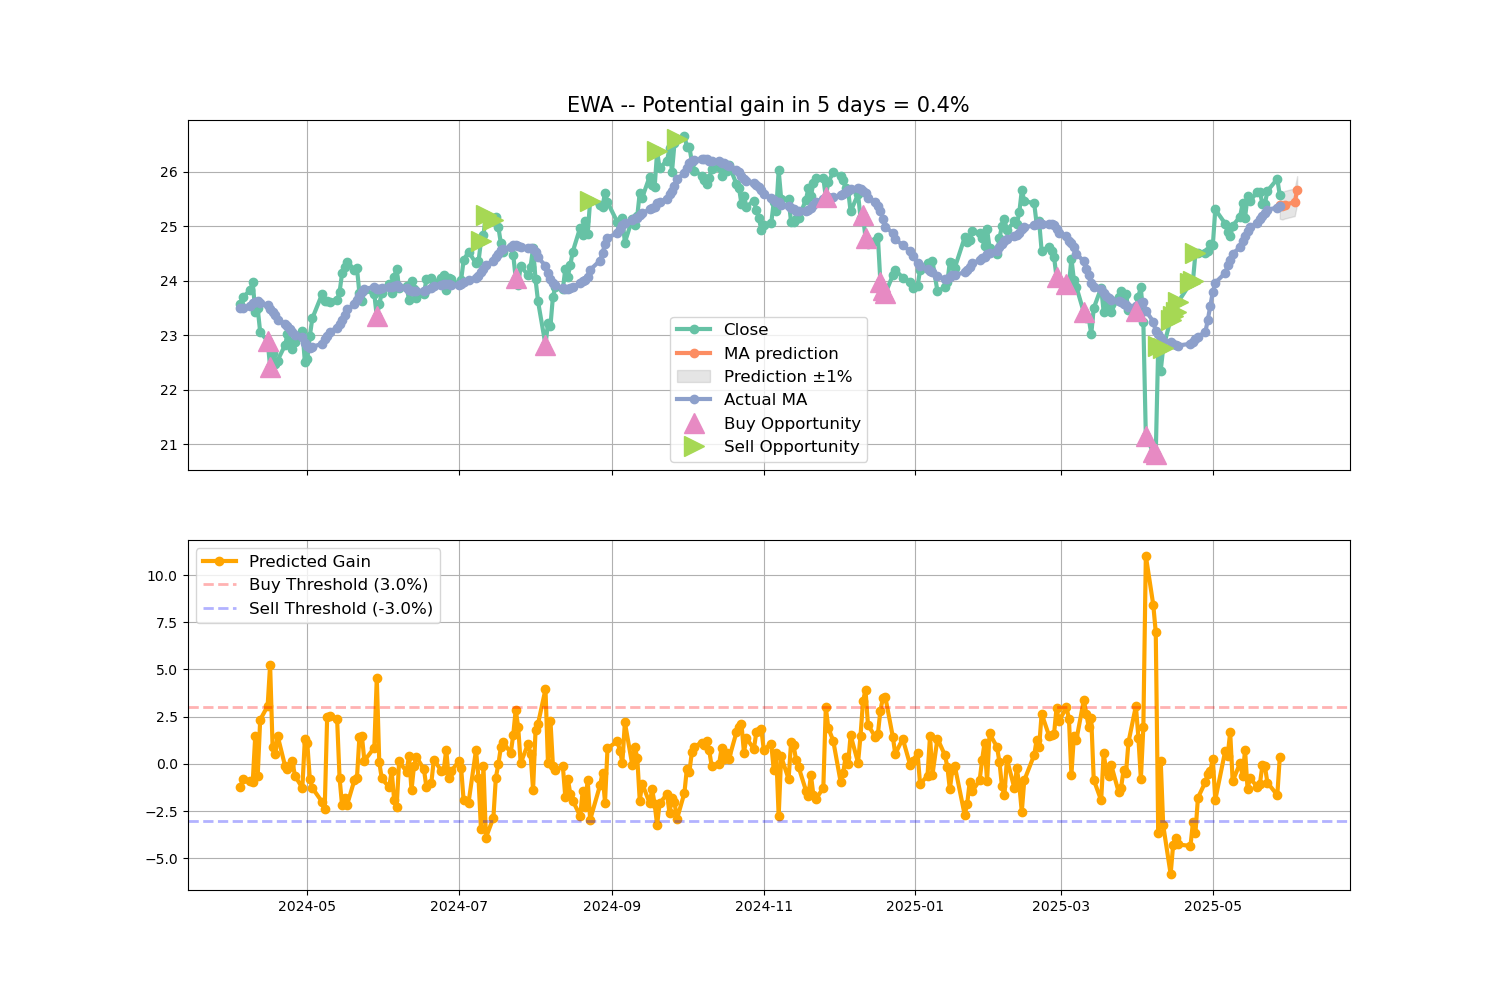 EWA -- Potential gain in 5 days = 0.4%
26
25
24
23
22
21
Close
MA prediction
Prediction ±1%
Actual MA
Buy Opportunity
Sell Opportunity
Predicted Gain
Buy Threshold (3.0%)
Sell Threshold (-3.0%)
10.0
7.5
5.0
2.5
0.0
−2.5
−5.0
2024-05
2024-07
2024-09
2024-11
2025-01
2025-03
2025-05